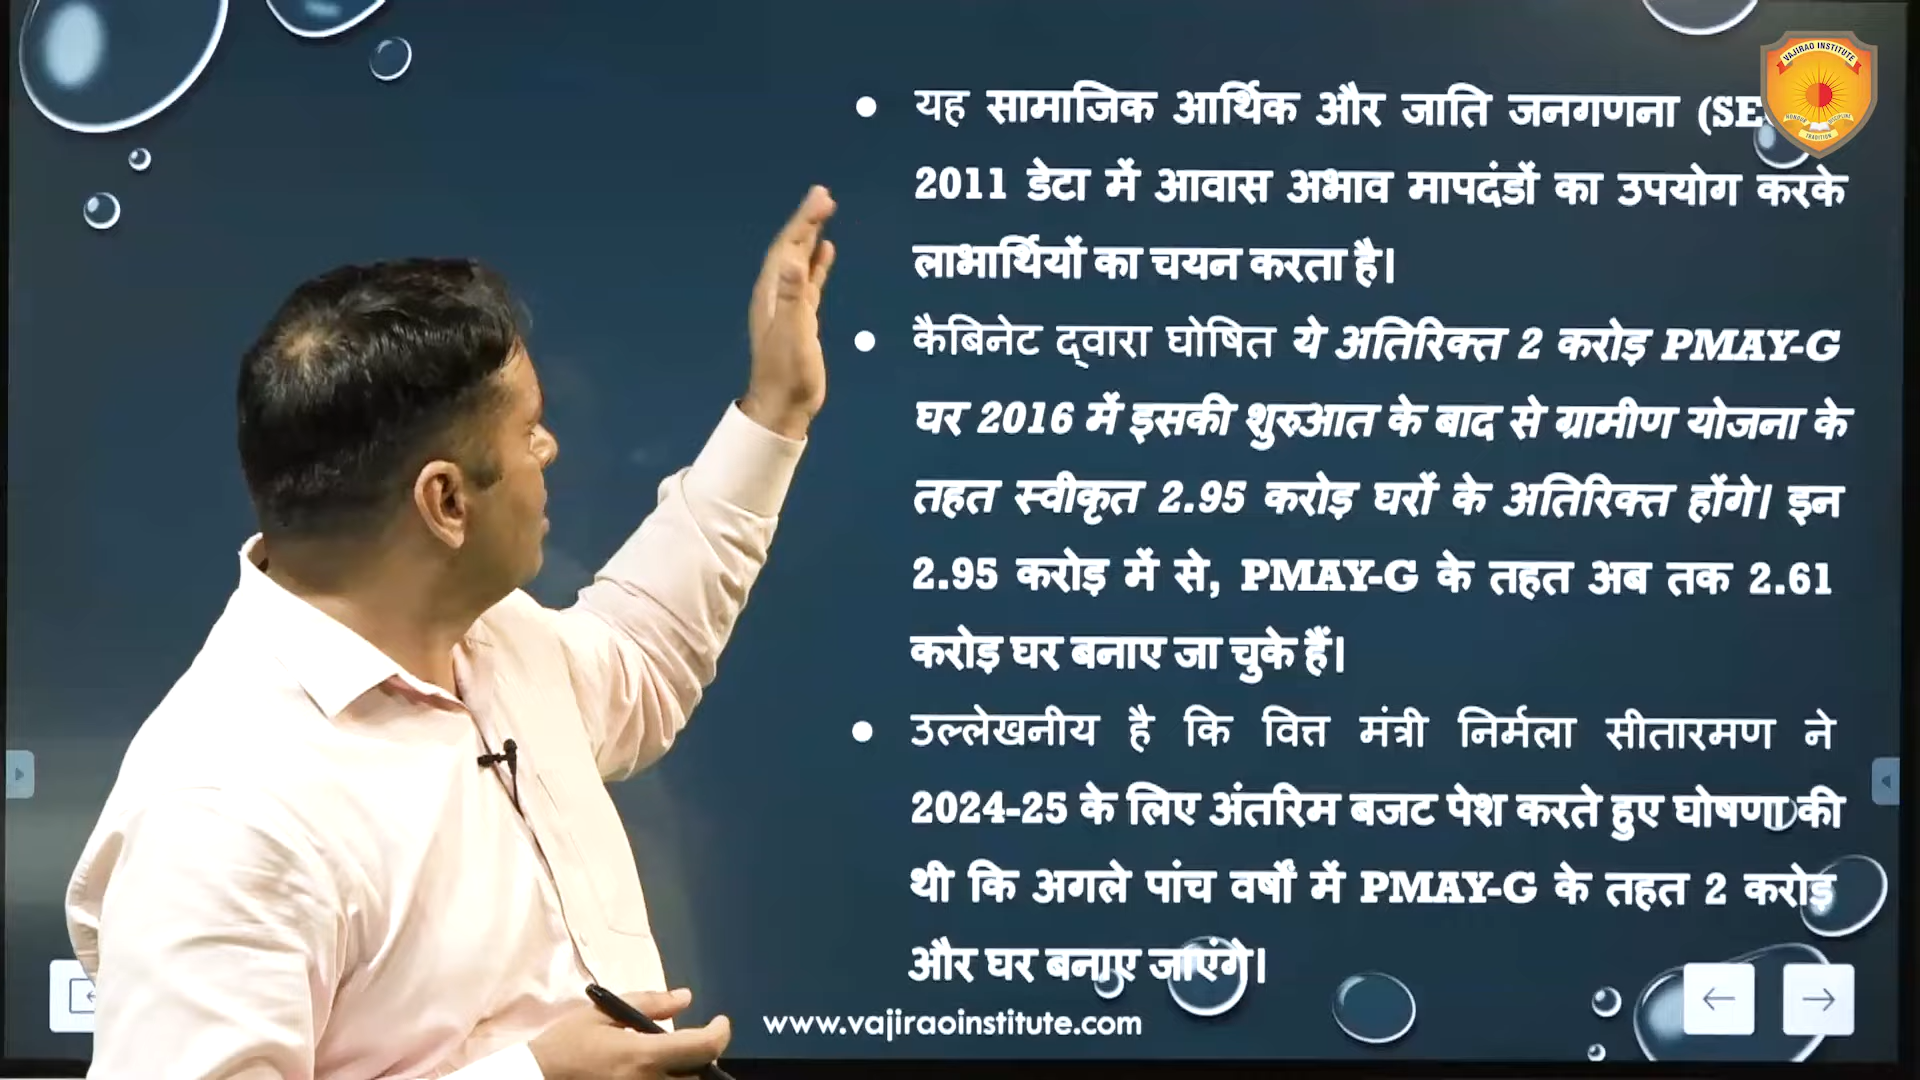 VAJIRAO INSTITUTE
TRADITION
यह सामाजिक आर्थिक और जाति जनगणना
2011 डेटा में आवास अभाव मापदंडों का उपयोग करके
लाभार्थियों का चयन करता है।
कैबिनेट द्वारा घोषित ये अतिरिक्त 2 करोड़ PMAY-G
घर 2016 में इसकी शुरुआत के बाद से ग्रामीण योजना के
तहत स्वीकृत 2.95 करोड़ घरों के अतिरिक्त होंगे। इन
2.95 करोड़ में से, PMAY-G के तहत अब तक 2.61
करोड़ घर बनाए जा चुके हैं।
उल्लेखनीय है कि वित्त मंत्री निर्मला सीतारमण ने
2024-25 के लिए अंतरिम बजट पेश करते हुए घोषणा की
थी कि अगले पांच वर्षों में PMAY-G के तहत 2 करोड़
और घर बनाए जाएंगे।
www.vajiraoinstitute.com